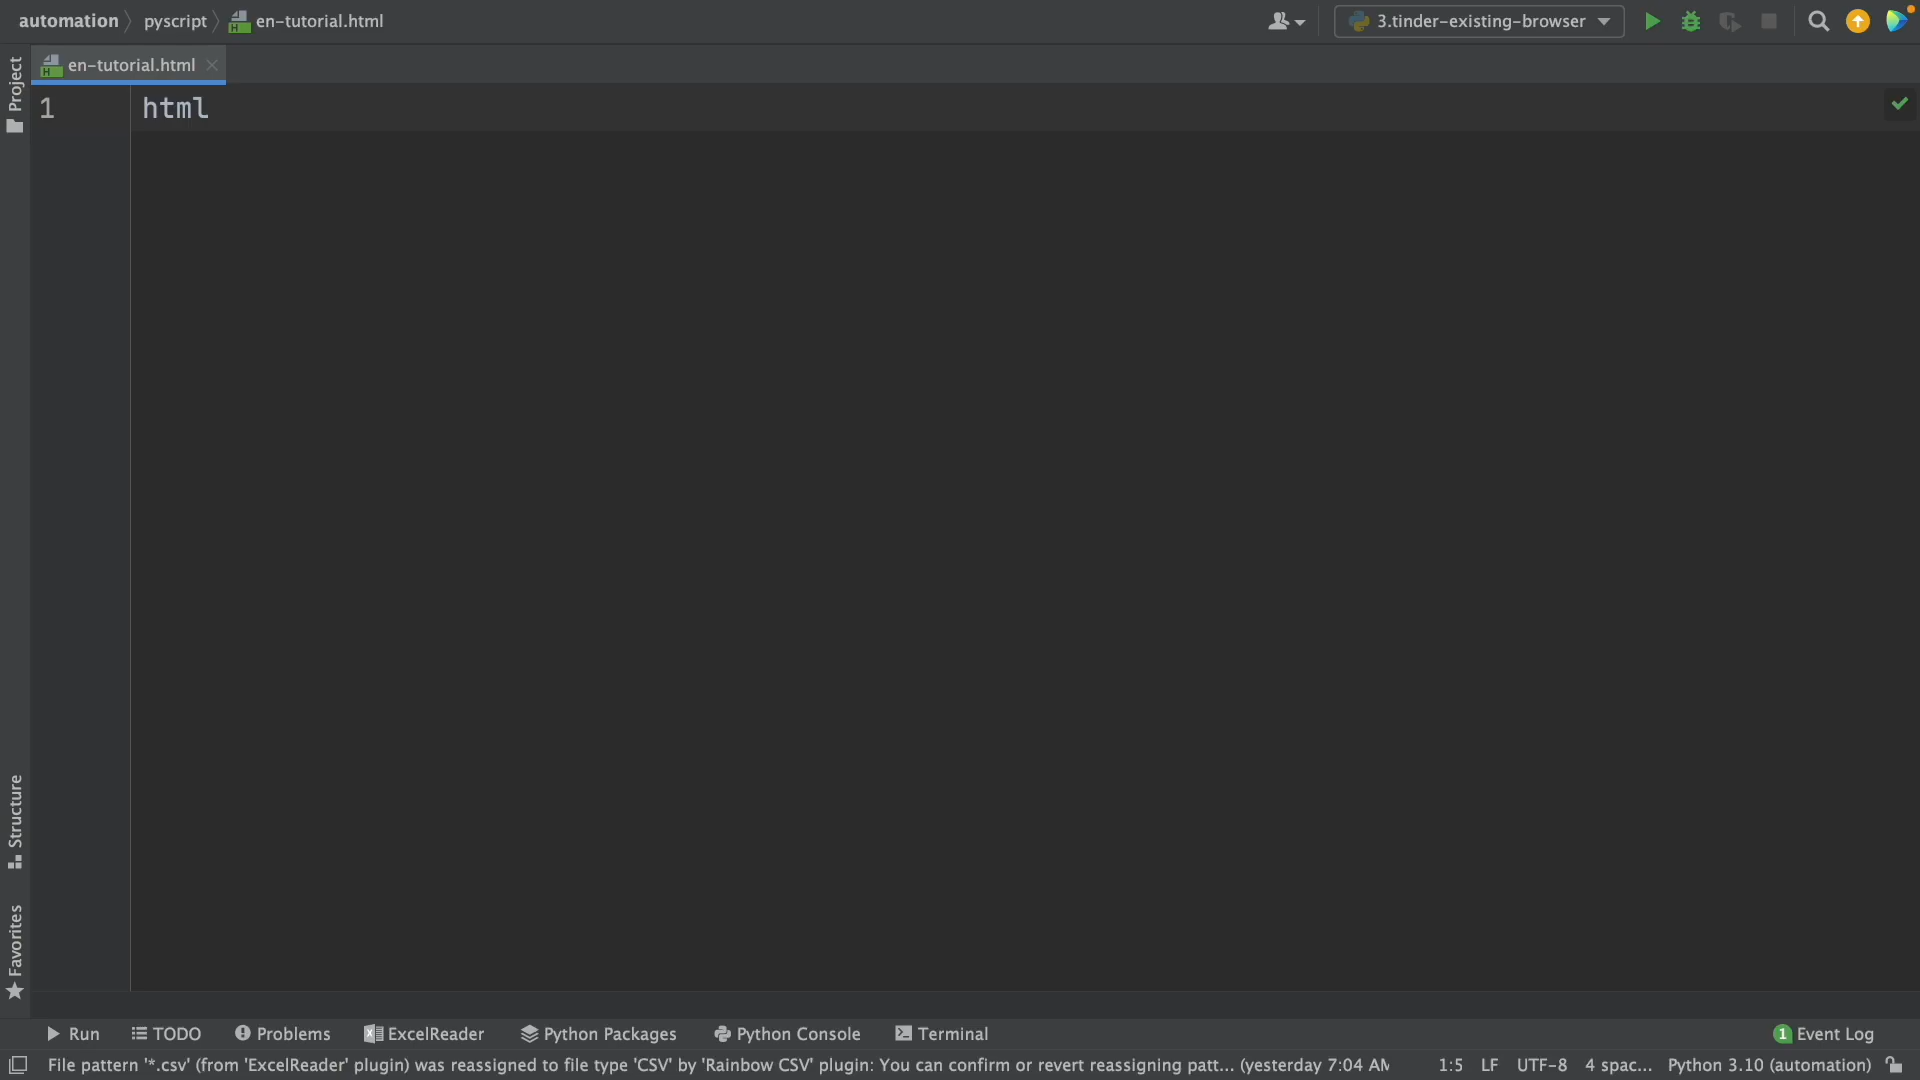 automation pyscript en-tutorial.html 3.tinder-existing-browser
en-tutorial.html
Project
1 html
Structure
Favorites
Run TODO Problems ExcelReader Python Packages Python Console Terminal 1 Event Log
File pattern '*.csv' (from 'ExcelReader' plugin) was reassigned to file type 'CSV' by 'Rainbow CSV' plugin: You can confirm or revert reassigning patt... (yesterday 7:04 AM 1:5 LF UTF-8 4 spac... Python 3.10 (automation)